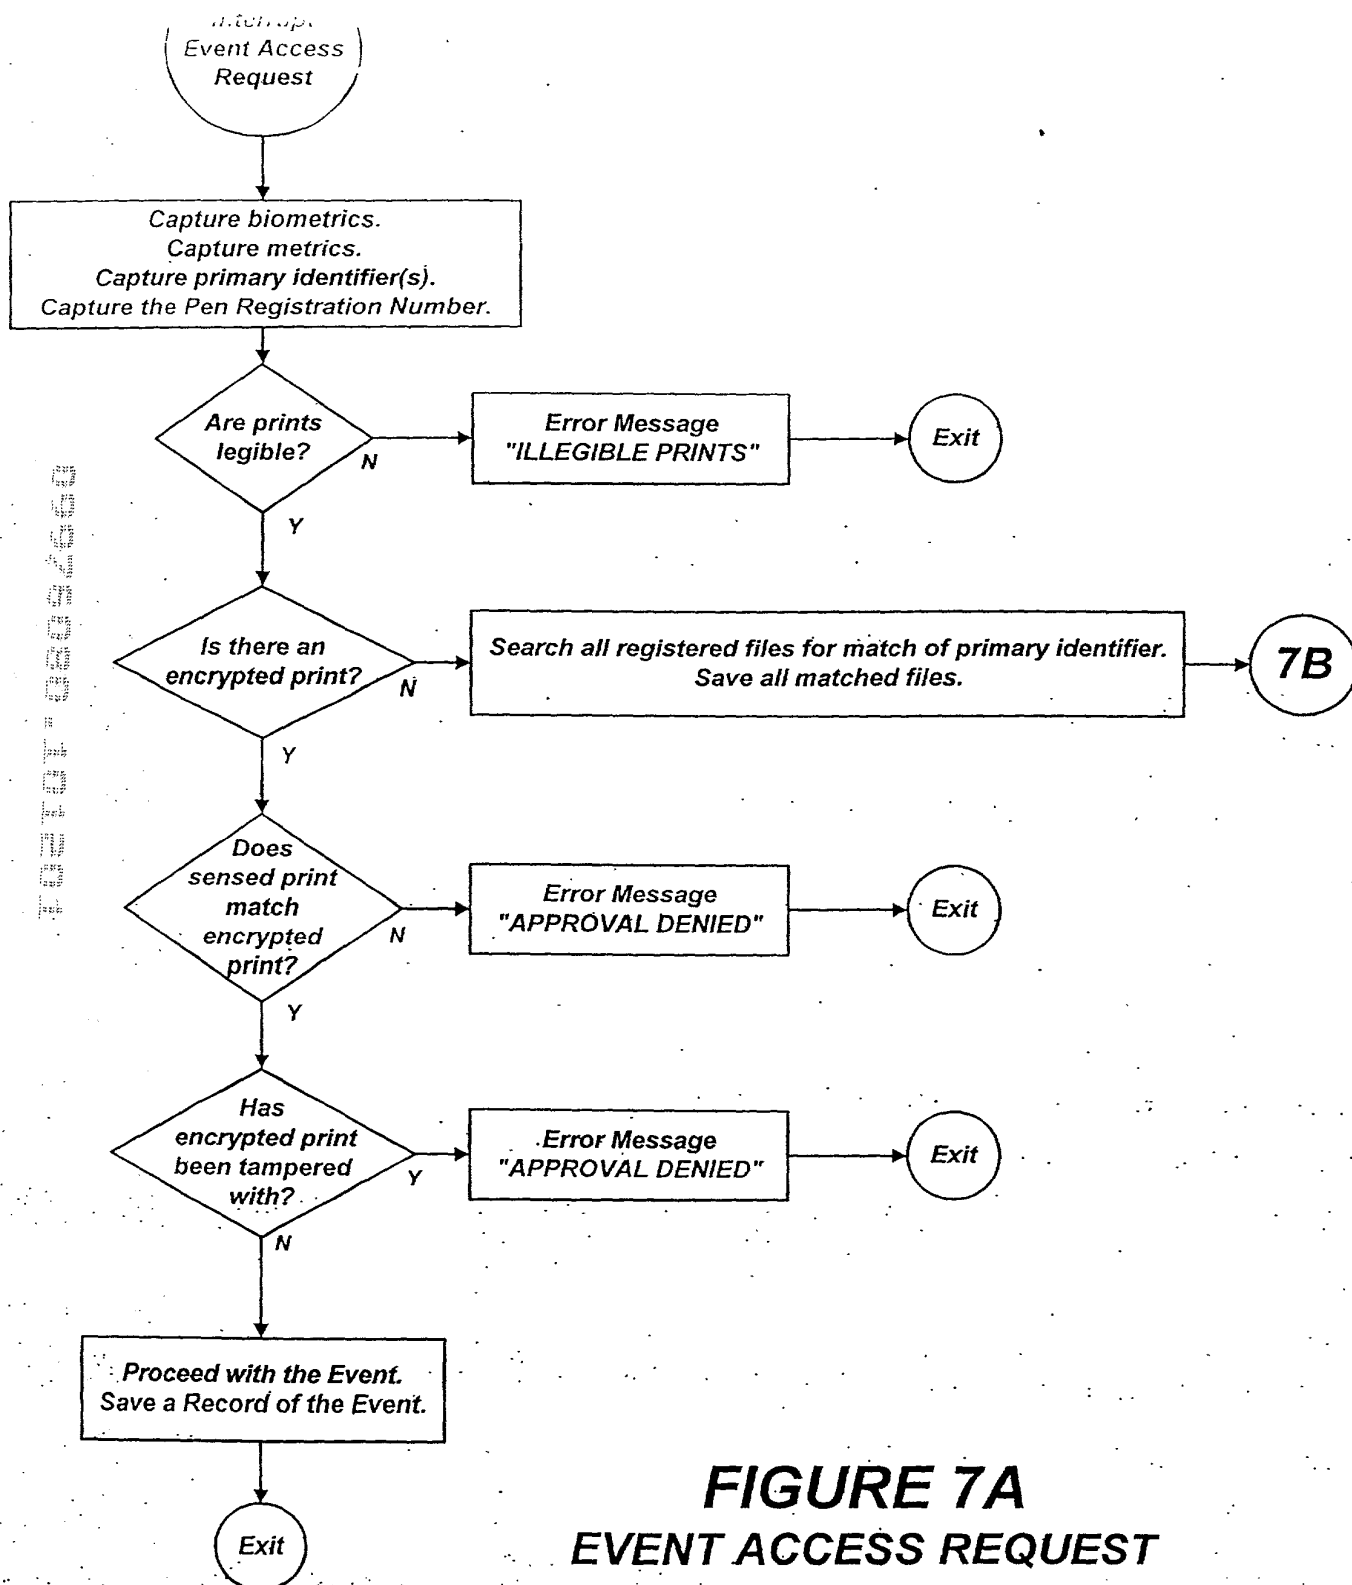 Interrupt
Event Access
Request
Capture biometrics.
Capture metrics.
Capture primary identifier(s).
Capture the Pen Registration Number.
Are prints
legible?
N
Error Message
"ILLEGIBLE PRINTS"
Exit
Y
Is there an
encrypted print?
N
Search all registered files for match of primary identifier.
Save all matched files.
7B
Y
Does
sensed print
match
encrypted
print?
N
Error Message
"APPROVAL DENIED"
Exit
Y
Has
encrypted print
been tampered
with?
Y
Error Message
"APPROVAL DENIED"
Exit
N
Proceed with the Event.
Save a Record of the Event.
Exit
FIGURE 7A
EVENT ACCESS REQUEST